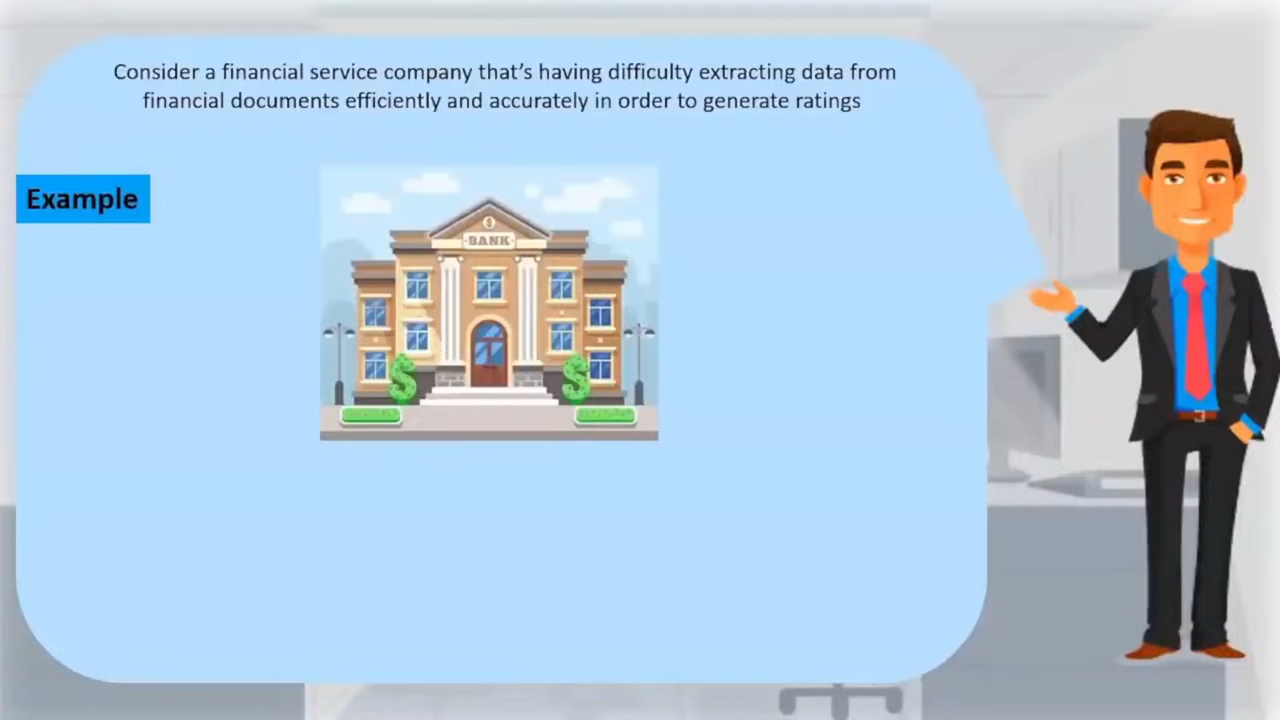 Consider a financial service company that’s having difficulty extracting data from
financial documents efficiently and accurately in order to generate ratings
Example
$
BANK
$ $